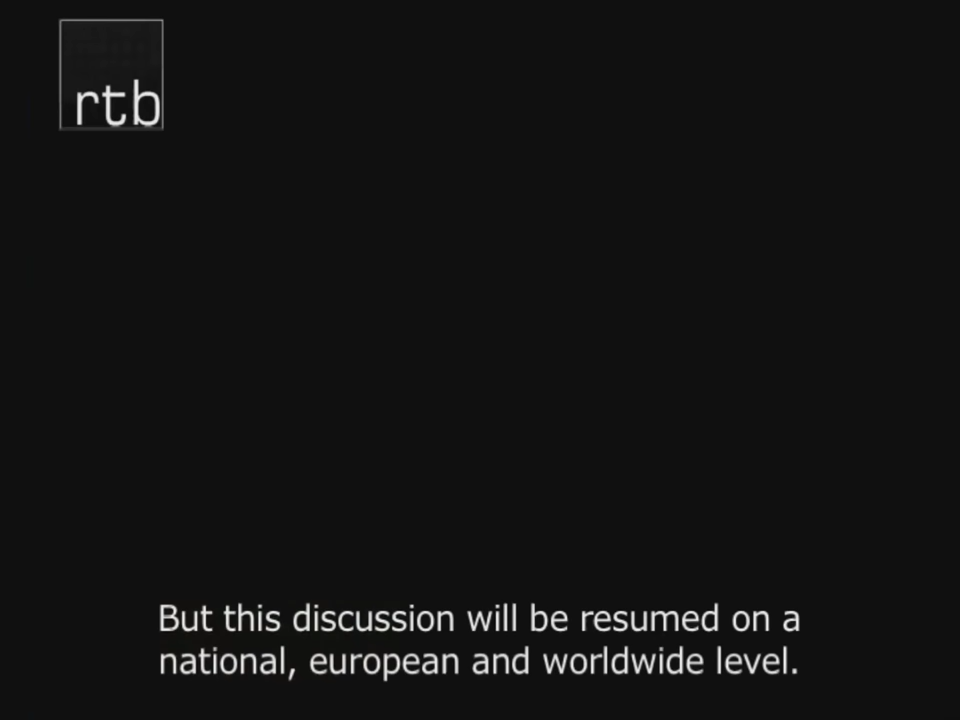 rtb
But this discussion will be resumed on a
national, european and worldwide level.